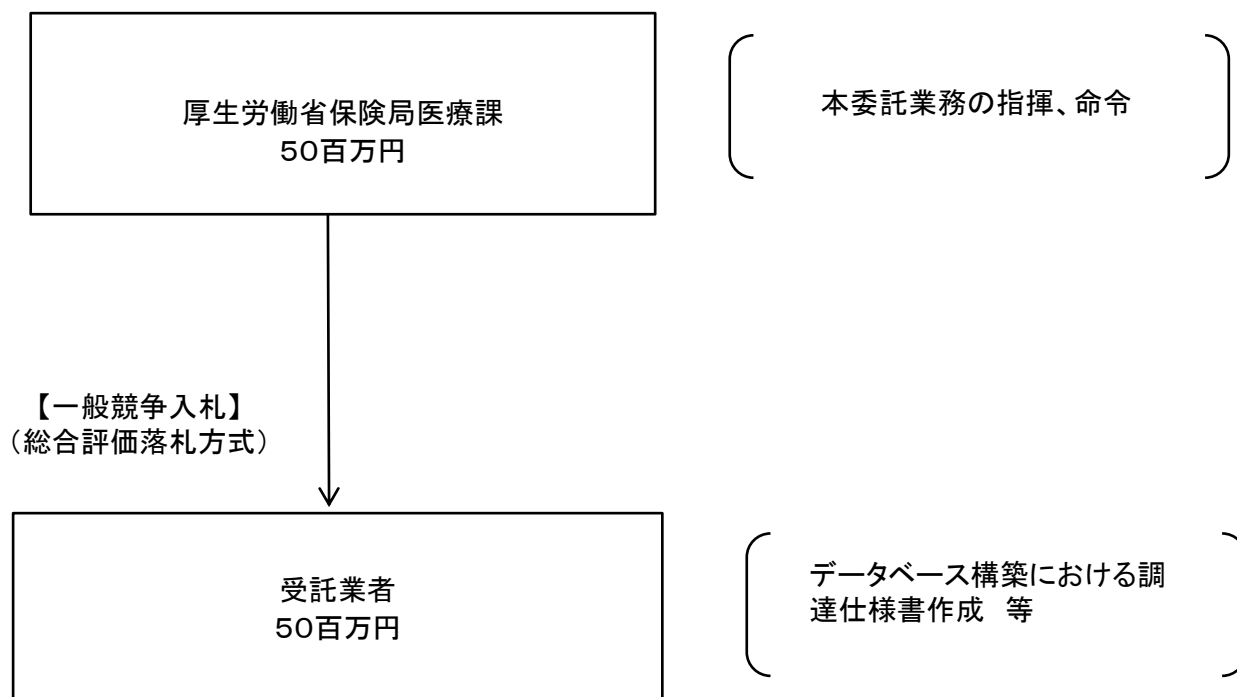 厚生労働省保険局医療課
50百万円
本委託業務の指揮、命令
【一般競争入札】
（総合評価落札方式）
受託業者
50百万円
データベース構築における調
達仕様書作成　等